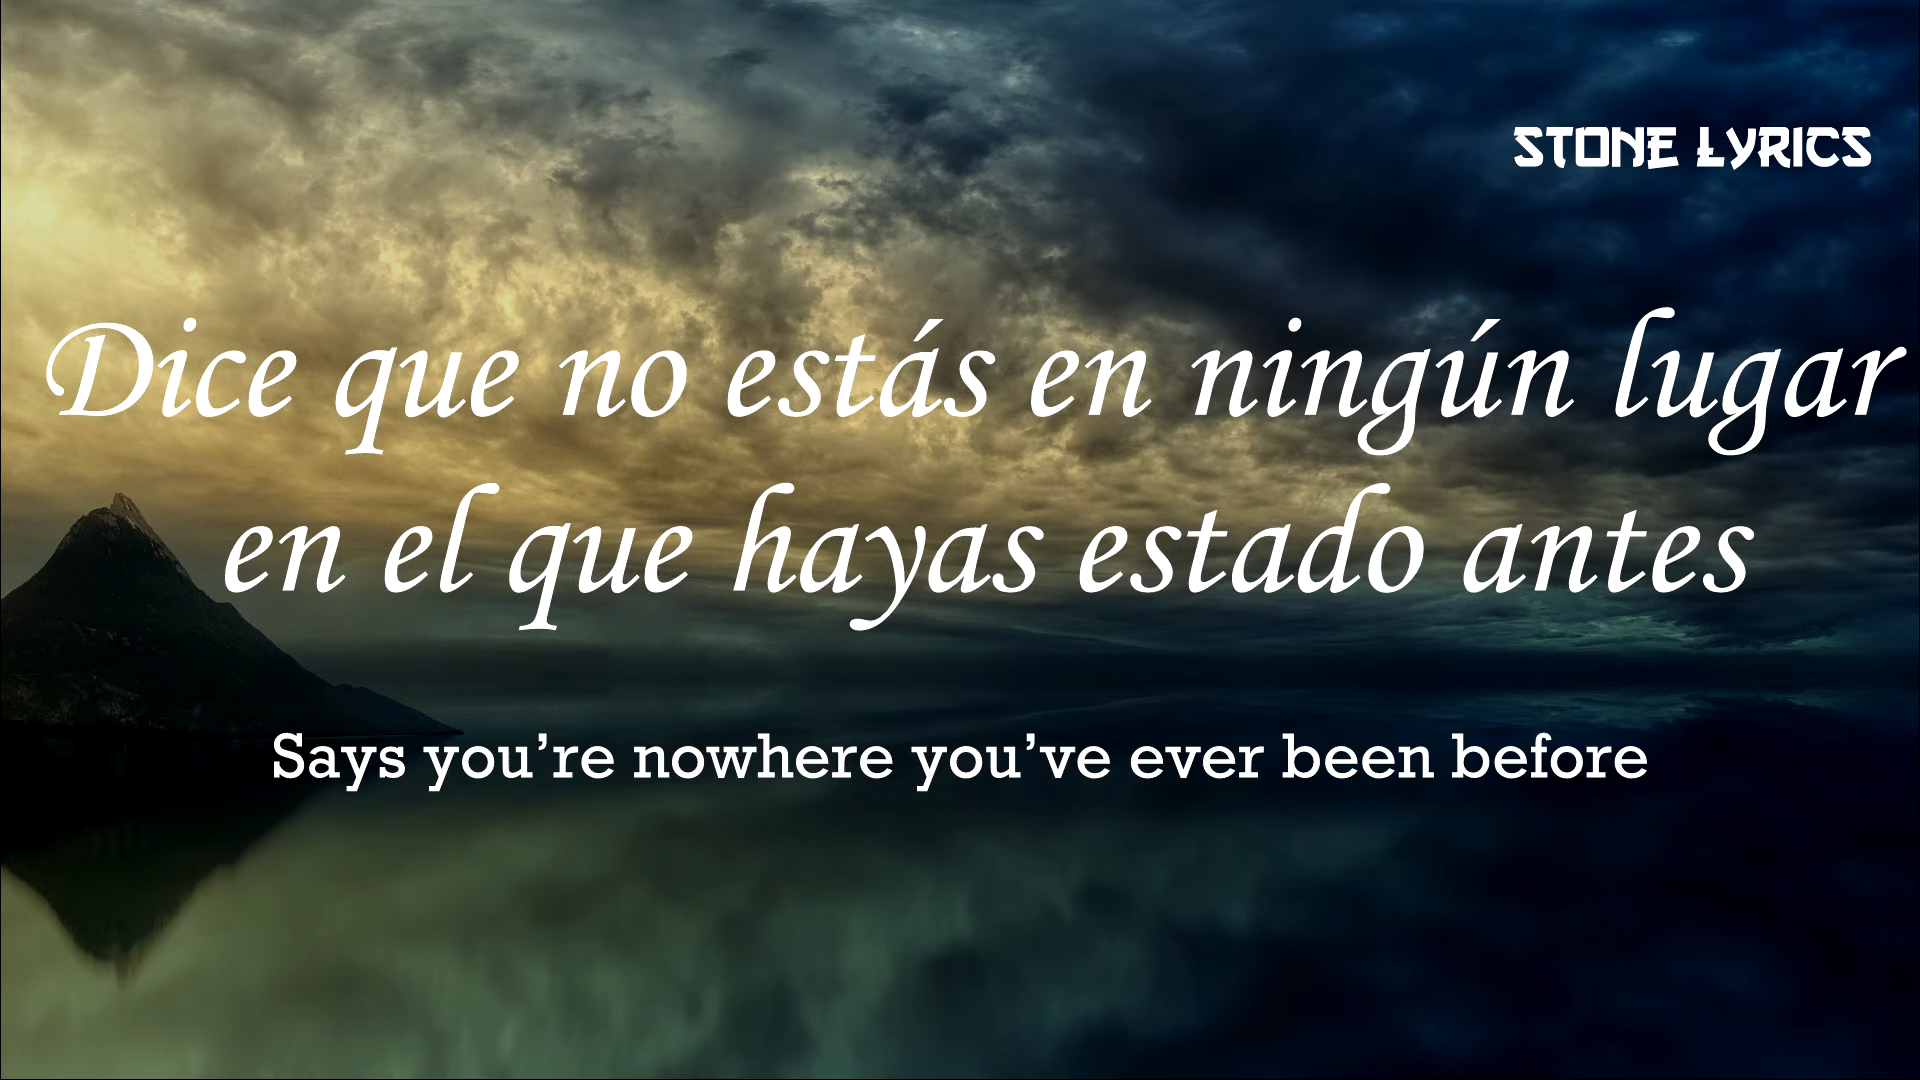 STONE LYRICS
Dice que no estás en ningún lugar
en el que hayas estado antes
Says you’re nowhere you’ve ever been before